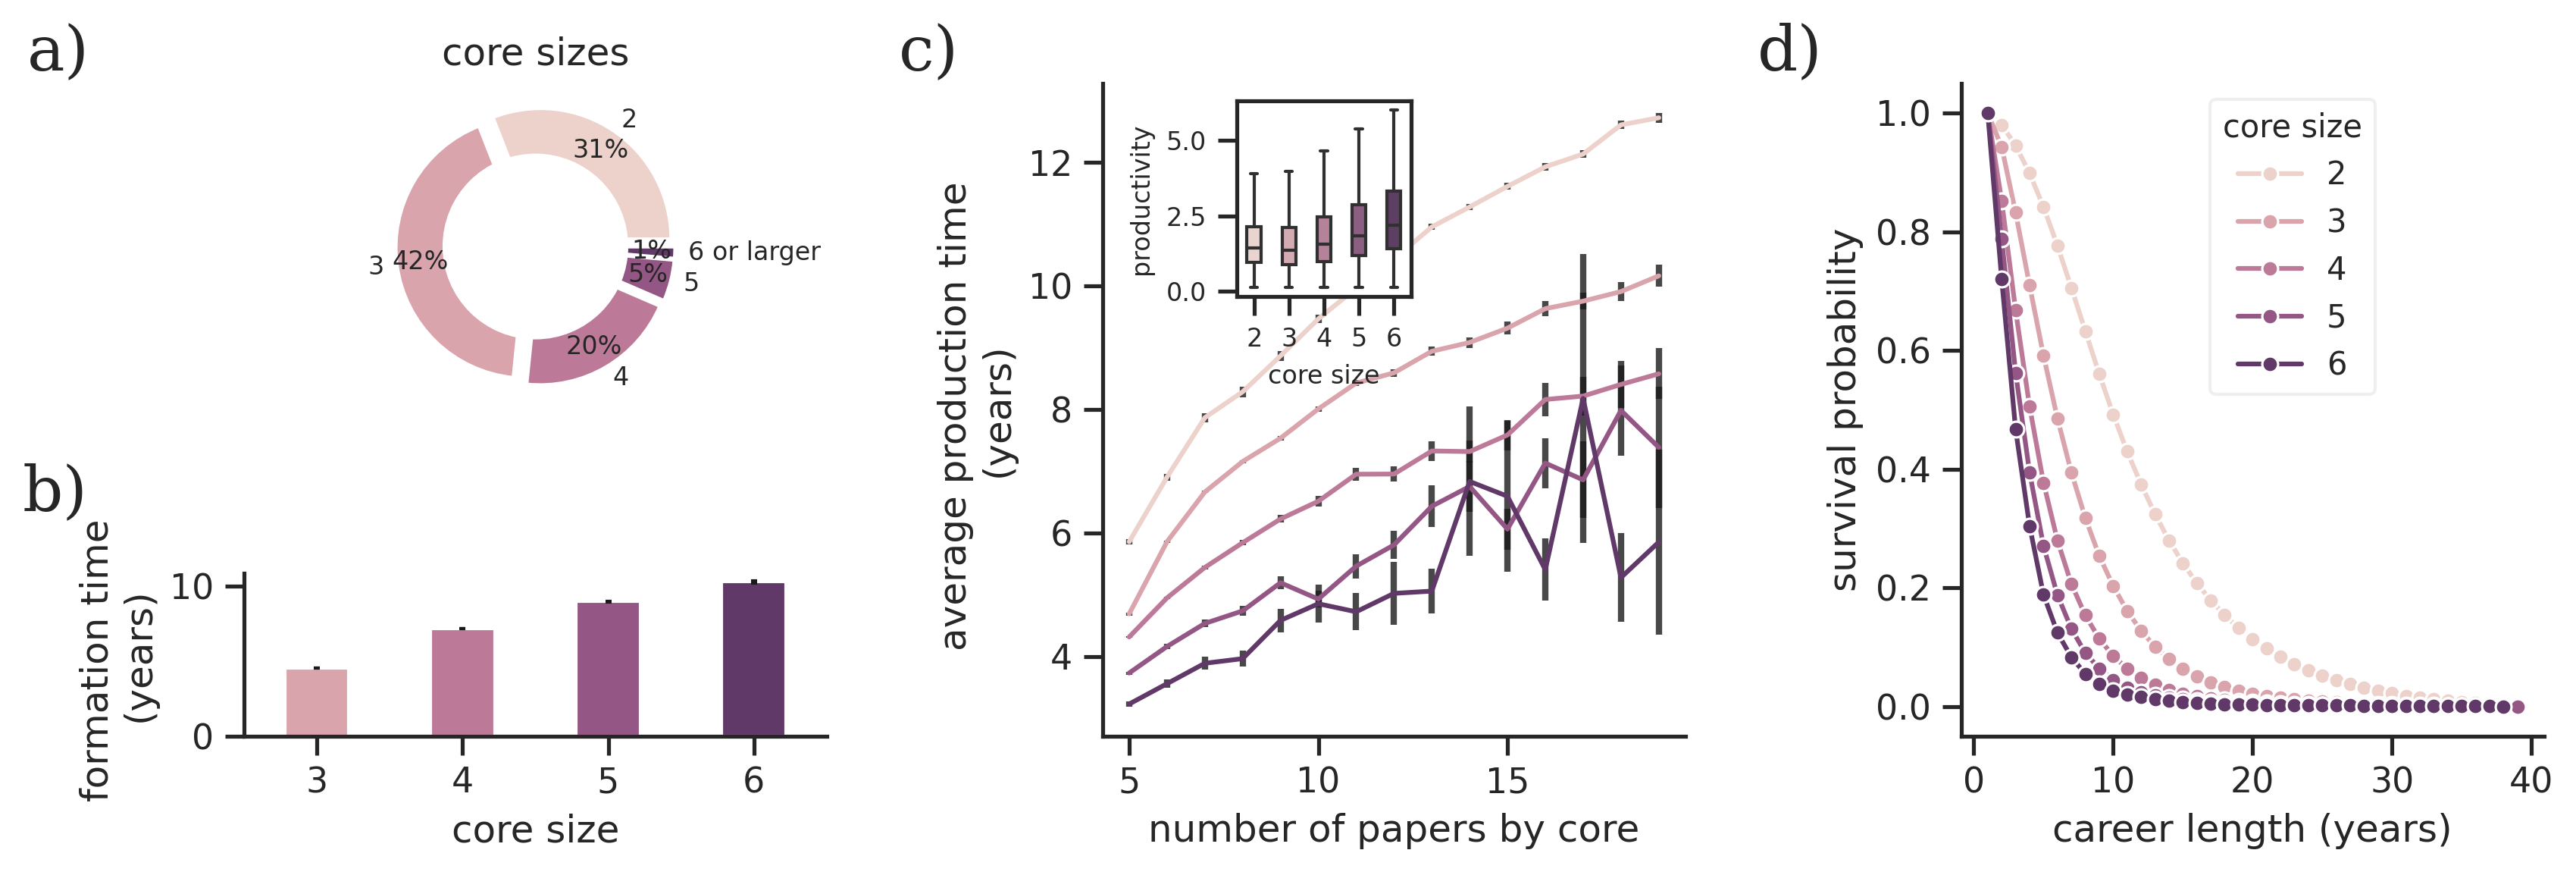 a)
core sizes
2
31%
3
42%
1%
6 or larger
5%
5
20%
4
b)
formation time
(years)
10
0
3
4
5
6
core size
c)
average production time
(years)
12
10
8
6
4
5
10
15
number of papers by core
productivity
5.0
2.5
0.0
2
3
4
5
6
core size
d)
survival probability
1.0
0.8
0.6
0.4
0.2
0.0
0
10
20
30
40
career length (years)
core size
2
3
4
5
6